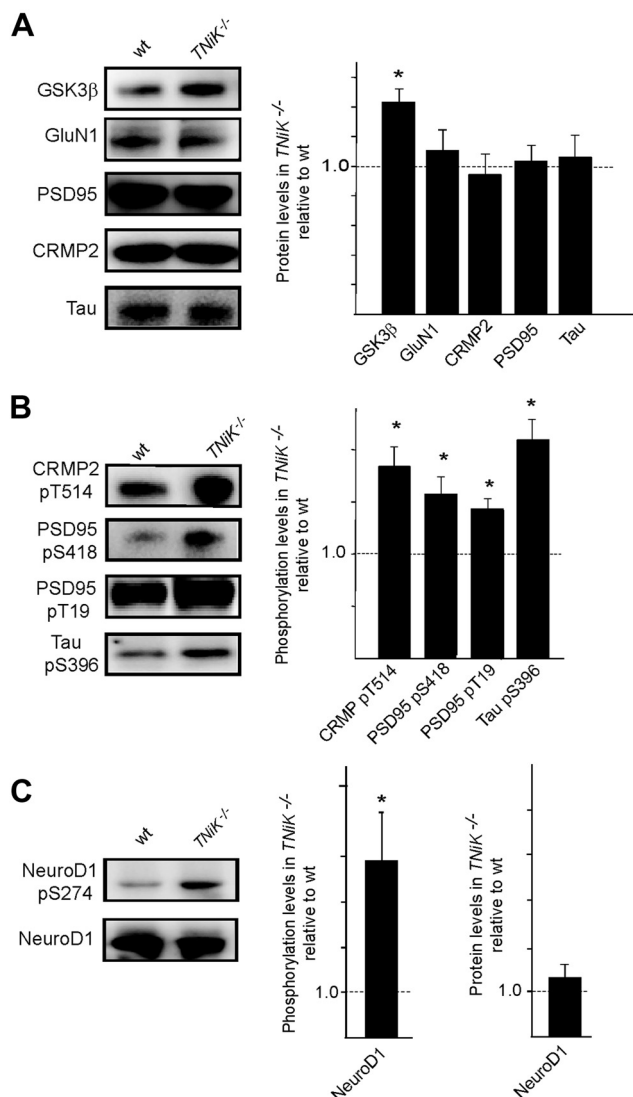 A
wt
TNiK-/-
GSK3β
GluN1
PSD95
CRMP2
Tau
Protein levels in TNiK -/-
relative to wt
1.0
*
GSK3β
GluN1
CRMP2
PSD95
Tau
B
wt
TNiK-/-
CRMP2
pT514
PSD95
pS418
PSD95
pT19
Tau
pS396
Phosphorylation levels in TNiK -/-
relative to wt
1.0
*
*
*
*
CRMP pT514
PSD95 pS418
PSD95 pT19
Tau pS396
C
wt
TNiK-/-
NeuroD1
pS274
NeuroD1
Phosphorylation levels in TNiK -/-
relative to wt
1.0
*
NeuroD1
Protein levels in TNiK -/-
relative to wt
1.0
NeuroD1